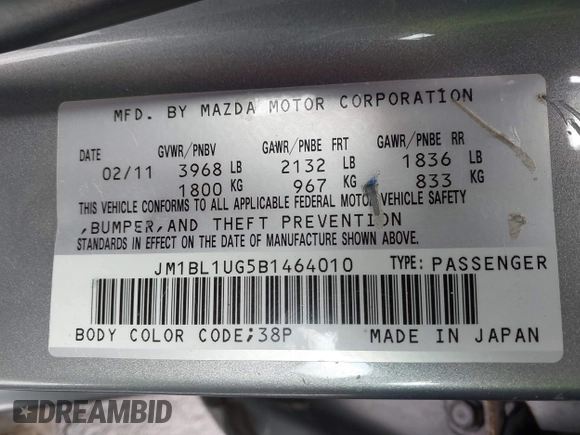 MFD. BY MAZDA MOTOR CORPORATION
DATE GVWR/PNBV GAWR/PNBE FRT GAWR/PNBE RR
02/11 3968 LB 2132 LB 1836 LB
1800 KG 967 KG 833 KG
THIS VEHICLE CONFORMS TO ALL APPLICABLE FEDERAL MOTOR VEHICLE SAFETY
,BUMPER,AND THEFT PREVENTION
STANDARDS IN EFFECT ON THE DATE OF MANUFACTURE SHOWN ABOVE.
JM1BL1UG5B1464010 TYPE: PASSENGER
BODY COLOR CODE;38P MADE IN JAPAN
DREAMBID